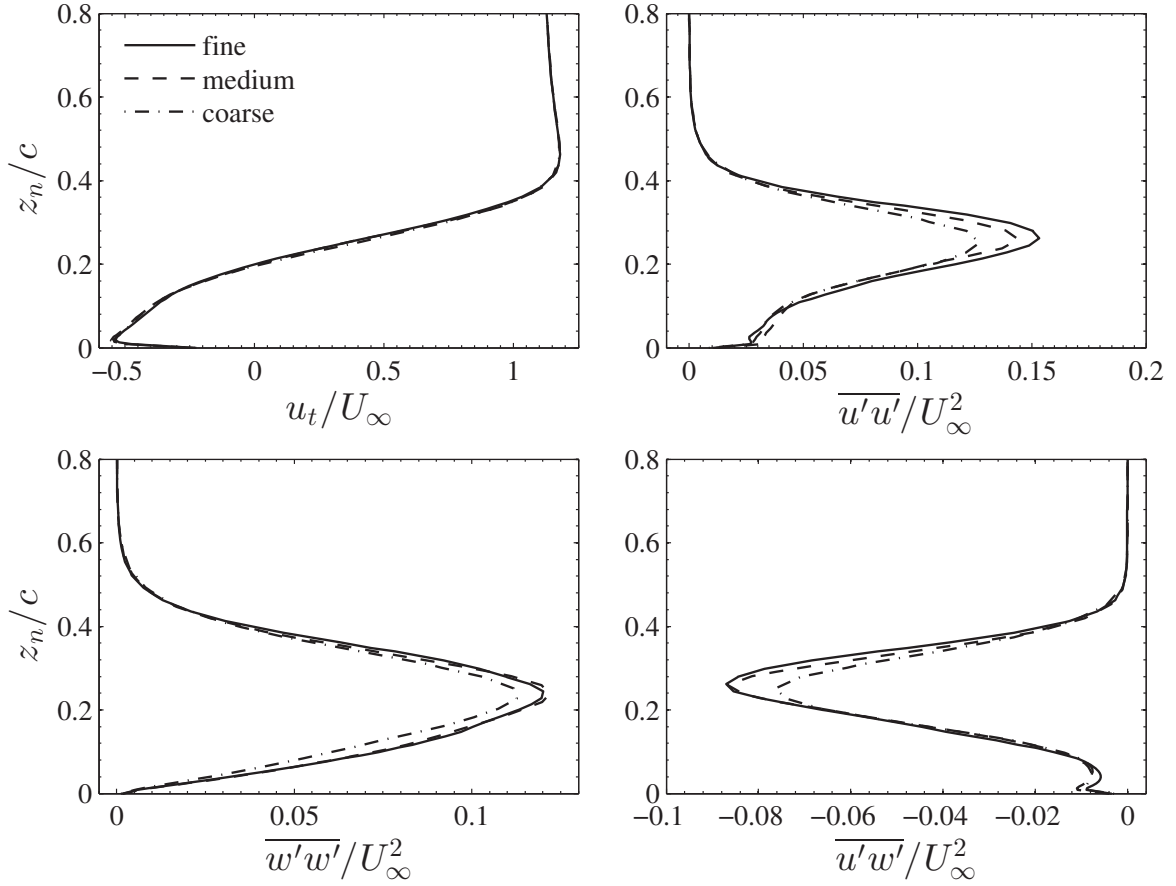 0.8
fine
medium
coarse
0.6
0.4
0.2
0
z_n/c
−0.5 0 0.5 1
u_t/U_∞
0.8
0.6
0.4
0.2
0
0 0.05 0.1 0.15 0.2
\overline{u'u'}/U_∞^2
0.8
0.6
0.4
0.2
0
z_n/c
0 0.05 0.1
\overline{w'w'}/U_∞^2
0.8
0.6
0.4
0.2
0
−0.1 −0.08 −0.06 −0.04 −0.02 0
\overline{u'w'}/U_∞^2